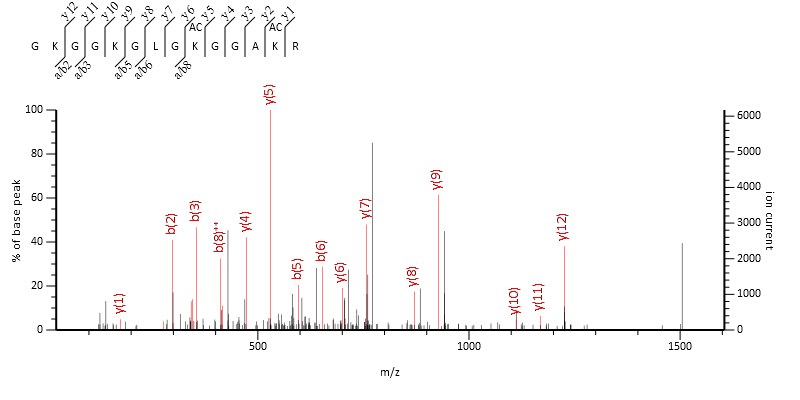 y12 y11 y10 y9 y8 y7 y6 y5 y4 y3 y2 y1
AC AC
G K G G K G L G K G G A K R
a/b2 a/b3 a/b5 a/b6 a/b8
y(5)
100 6000
5000
80
y(9)
4000
60
b(3) y(7)
b(2) y(4) y(12)
b(8)++ 3000
40
b(6)
b(5) y(6) y(8) 2000
20
y(1) y(10) y(11) 1000
0 0
500 1000 1500
m/z
% of base peak
ion current